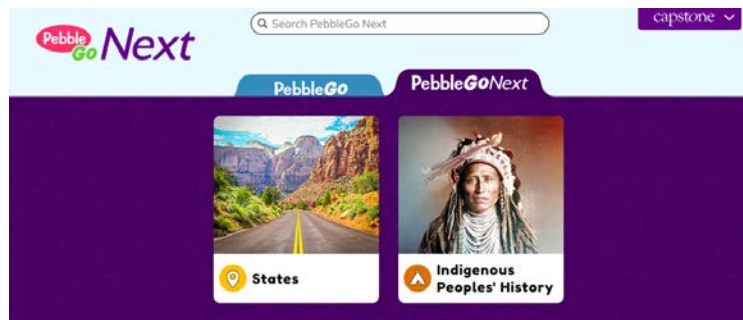 Pebble Go Next
Search PebbleGo Next
capstone
PebbleGo
PebbleGoNext
States
Indigenous
Peoples' History